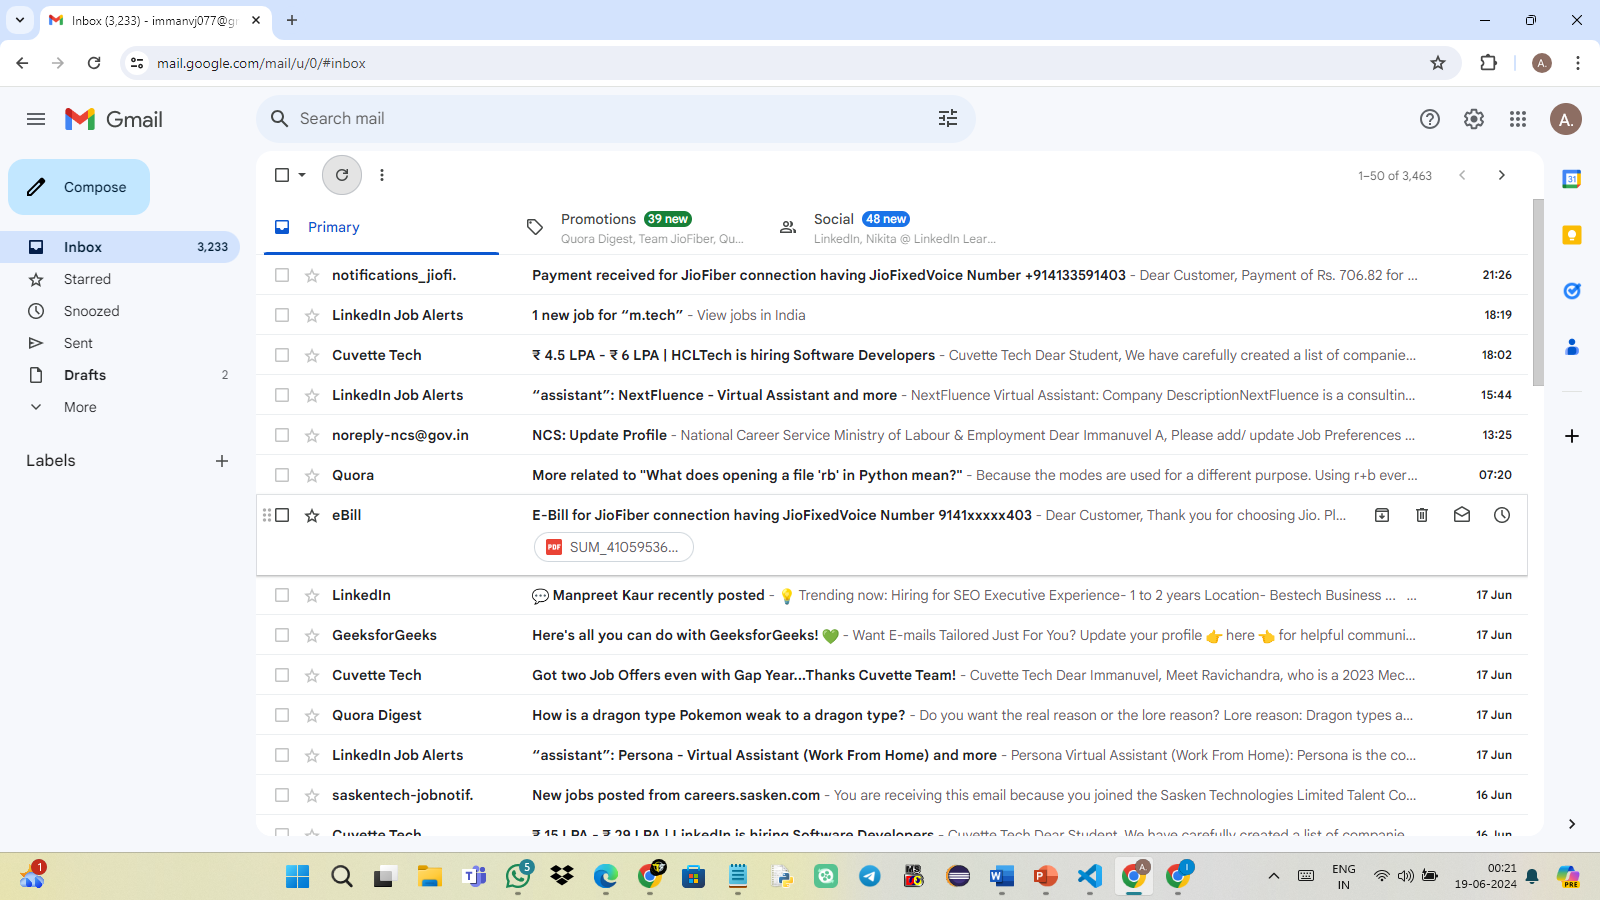 Inbox (3,233) - immanvj077@gr
mail.google.com/mail/u/0/#inbox
A.
Gmail
Search mail
A.
Compose
1–50 of 3,463
Primary
Promotions 39 new
Quora Digest, Team JioFiber, Qu...
Social 48 new
LinkedIn, Nikita @ LinkedIn Lear...
Inbox 3,233
Starred
Snoozed
Sent
Drafts 2
More
Labels
notifications_jiofi. Payment received for JioFiber connection having JioFixedVoice Number +914133591403 - Dear Customer, Payment of Rs. 706.82 for ... 21:26
LinkedIn Job Alerts 1 new job for “m.tech” - View jobs in India 18:19
Cuvette Tech ₹ 4.5 LPA - ₹ 6 LPA | HCLTech is hiring Software Developers - Cuvette Tech Dear Student, We have carefully created a list of companie... 18:02
LinkedIn Job Alerts “assistant”: NextFluence - Virtual Assistant and more - NextFluence Virtual Assistant: Company DescriptionNextFluence is a consultin... 15:44
noreply-ncs@gov.in NCS: Update Profile - National Career Service Ministry of Labour & Employment Dear Immanuvel A, Please add/ update Job Preferences ... 13:25
Quora More related to "What does opening a file 'rb' in Python mean?" - Because the modes are used for a different purpose. Using r+b ever... 07:20
eBill E-Bill for JioFiber connection having JioFixedVoice Number 9141xxxxx403 - Dear Customer, Thank you for choosing Jio. Pl...
PDF SUM_41059536...
LinkedIn 💬 Manpreet Kaur recently posted - 💡 Trending now: Hiring for SEO Executive Experience- 1 to 2 years Location- Bestech Business ... ... 17 Jun
GeeksforGeeks Here's all you can do with GeeksforGeeks! 💚 - Want E-mails Tailored Just For You? Update your profile 👉 here 👈 for helpful communi... 17 Jun
Cuvette Tech Got two Job Offers even with Gap Year...Thanks Cuvette Team! - Cuvette Tech Dear Immanuvel, Meet Ravichandra, who is a 2023 Mec... 17 Jun
Quora Digest How is a dragon type Pokemon weak to a dragon type? - Do you want the real reason or the lore reason? Lore reason: Dragon types a... 17 Jun
LinkedIn Job Alerts “assistant”: Persona - Virtual Assistant (Work From Home) and more - Persona Virtual Assistant (Work From Home): Persona is the co... 17 Jun
saskentech-jobnotif. New jobs posted from careers.sasken.com - You are receiving this email because you joined the Sasken Technologies Limited Talent Co... 16 Jun
Cuvette Tech ₹ 15 LPA - ₹ 29 LPA | LinkedIn is hiring Software Developers - Cuvette Tech Dear Student, We have carefully created a list of companie... 16 Jun
31
1
5
A
I
ENG
IN
00:21
19-06-2024
PRE